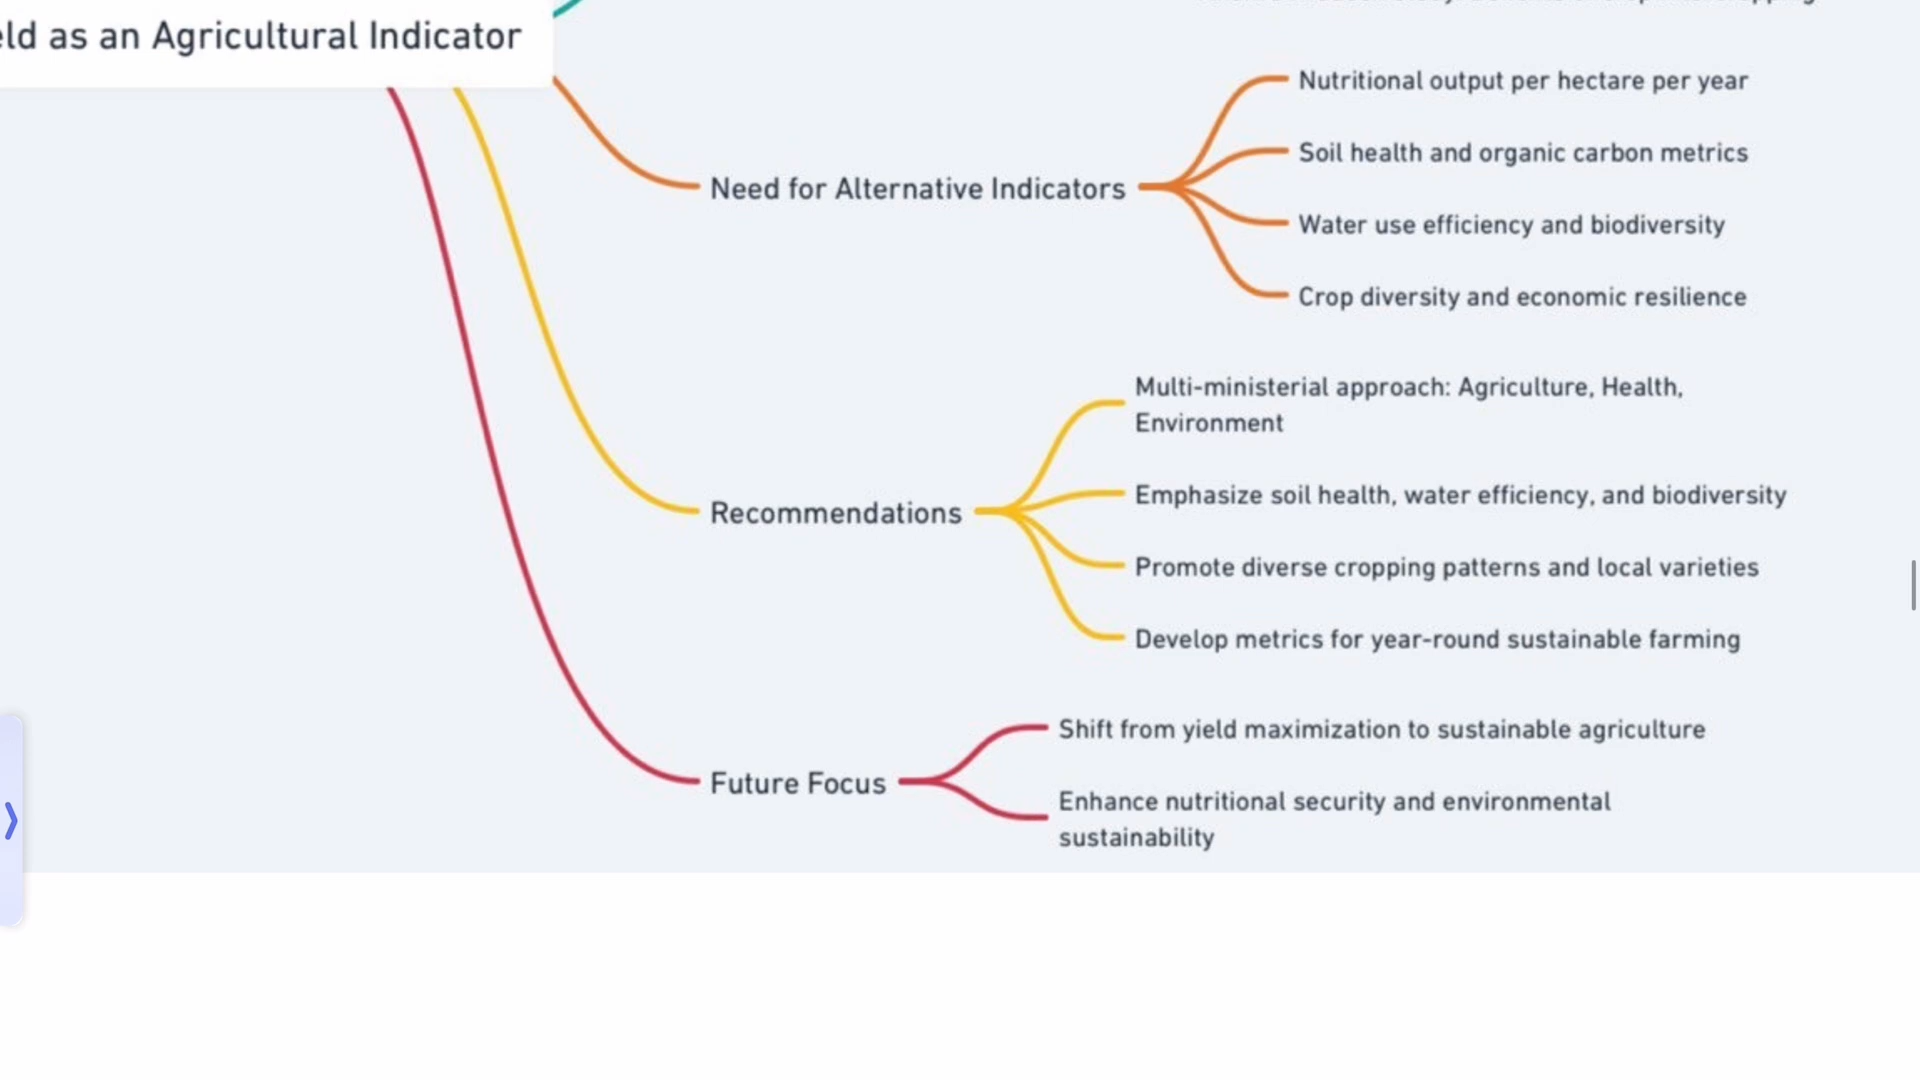 as an Agricultural Indicator
Nutritional output per hectare per year
Soil health and organic carbon metrics
Need for Alternative Indicators
Water use efficiency and biodiversity
Crop diversity and economic resilience
Multi-ministerial approach: Agriculture, Health,
Environment
Emphasize soil health, water efficiency, and biodiversity
Recommendations
Promote diverse cropping patterns and local varieties
Develop metrics for year-round sustainable farming
Shift from yield maximization to sustainable agriculture
Future Focus
Enhance nutritional security and environmental
sustainability